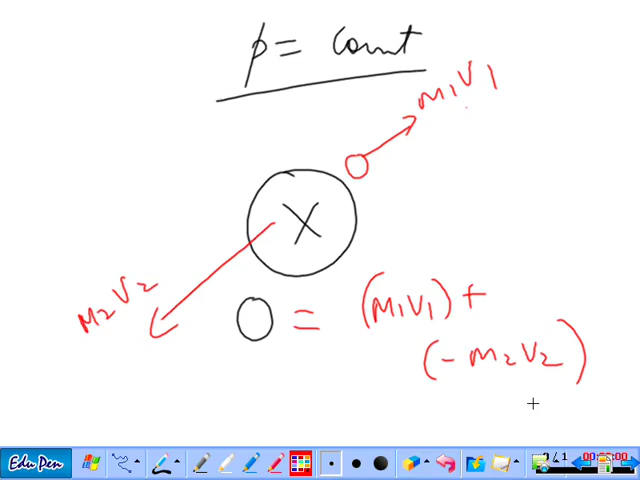 p = const
m₁v₁
X
m₂v₂
0 = (m₁v₁) +
(- m₂v₂)
Edu Pen